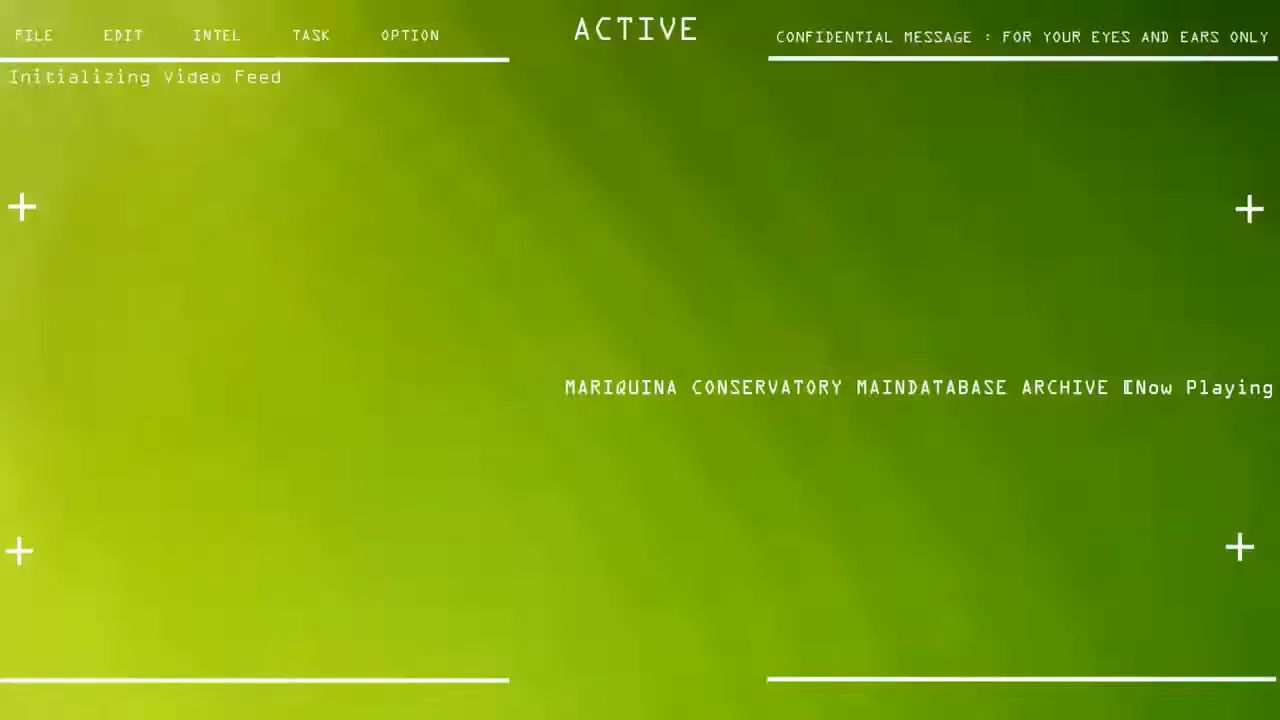 FILE EDIT INTEL TASK OPTION
ACTIVE
CONFIDENTIAL MESSAGE : FOR YOUR EYES AND EARS ONLY
Initializing Video Feed
MARIQUINA CONSERVATORY MAINDATABASE ARCHIVE [Now Playing